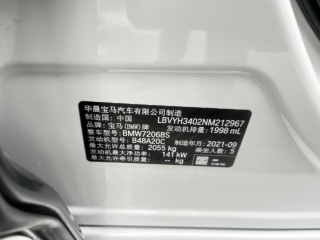 华晨宝马汽车有限公司制造
制造国：中国 LBVYH3402NM212967
品牌：宝马(BMW)牌 发动机排量：1998 mL
整车型号：BMW7206BS
发动机型号：B48A20C 制造年月：2021-09
最大允许总质量：2055 kg 乘坐人数：5
发动机最大净功率：141 kW
最大允许牵引质量：- kg